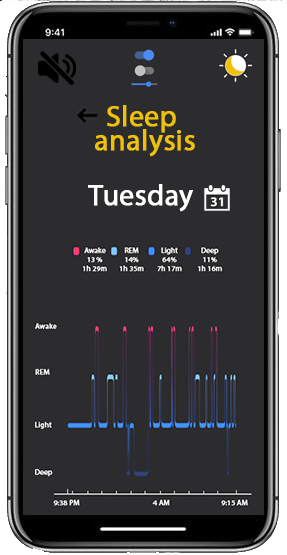 9:41
Sleep
analysis
Tuesday 31
Awake REM Light Deep
13 % 14% 64% 11%
1h 29m 1h 35m 7h 17m 1h 16m
Awake
REM
Light
Deep
9:38 PM 4 AM 9:15 AM